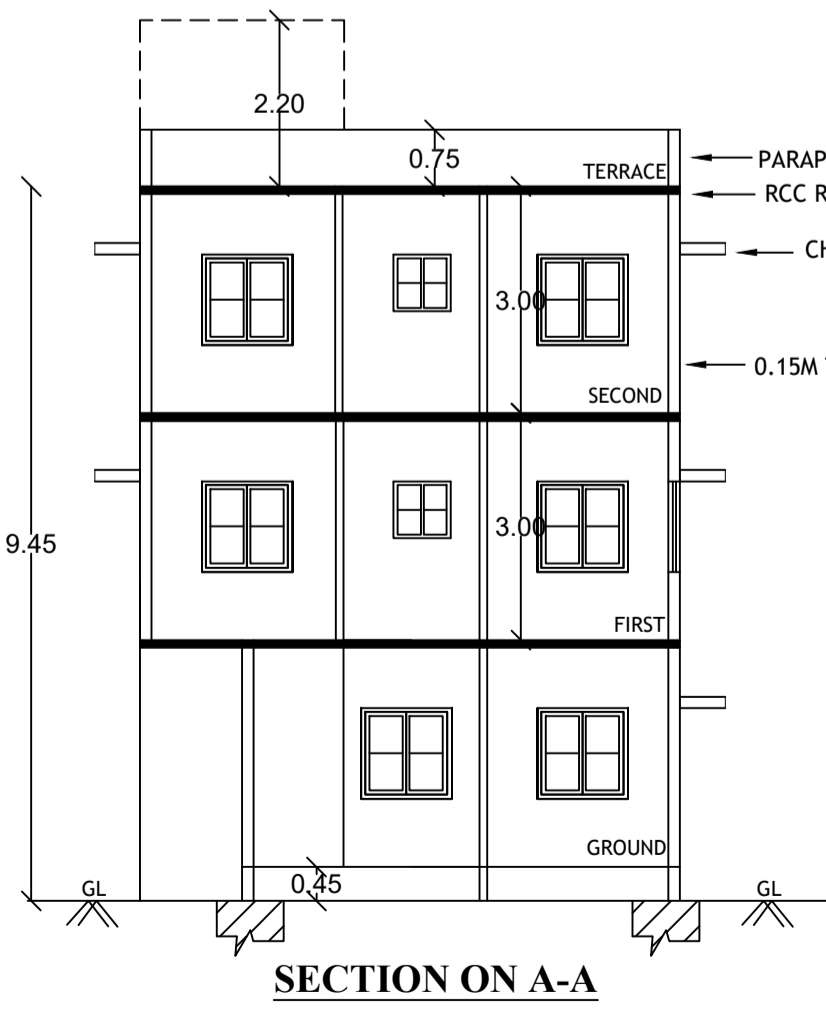 2.20
0.75
TERRACE
PARAP
RCC R
CH
3.00
0.15M
SECOND
9.45
3.00
FIRST
GROUND
0.45
GL
GL
SECTION ON A-A